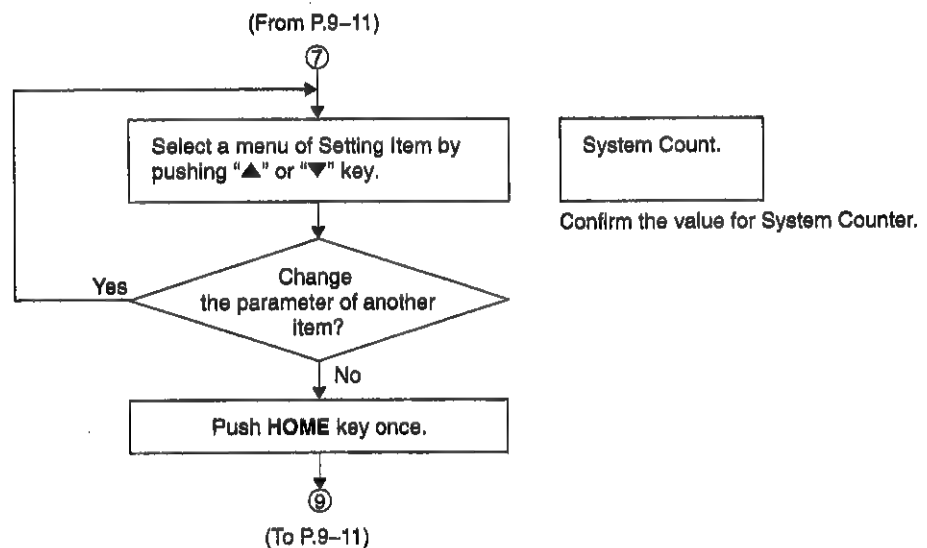 (From P.9–11)
⑦
Select a menu of Setting Item by
pushing "▲" or "▼" key.
System Count.
Confirm the value for System Counter.
Change
the parameter of another
item?
Yes
No
Push HOME key once.
⑨
(To P.9–11)